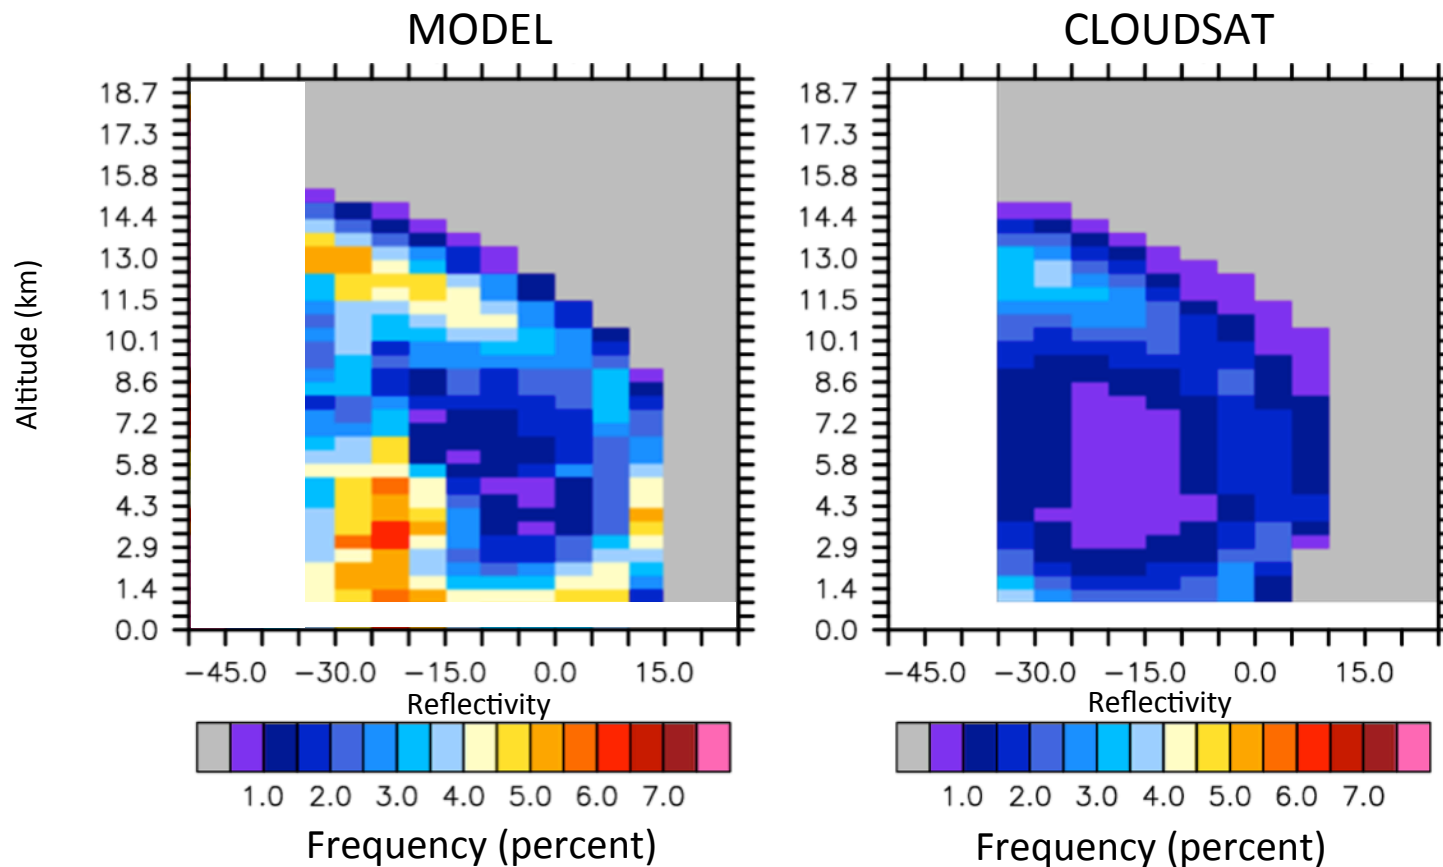 MODEL
CLOUDSAT
Altitude (km)
18.7
17.3
15.8
14.4
13.0
11.5
10.1
8.6
7.2
5.8
4.3
2.9
1.4
0.0
−45.0 −30.0 −15.0 0.0 15.0
Reflectivity
1.0 2.0 3.0 4.0 5.0 6.0 7.0
Frequency (percent)
18.7
17.3
15.8
14.4
13.0
11.5
10.1
8.6
7.2
5.8
4.3
2.9
1.4
0.0
−45.0 −30.0 −15.0 0.0 15.0
Reflectivity
1.0 2.0 3.0 4.0 5.0 6.0 7.0
Frequency (percent)